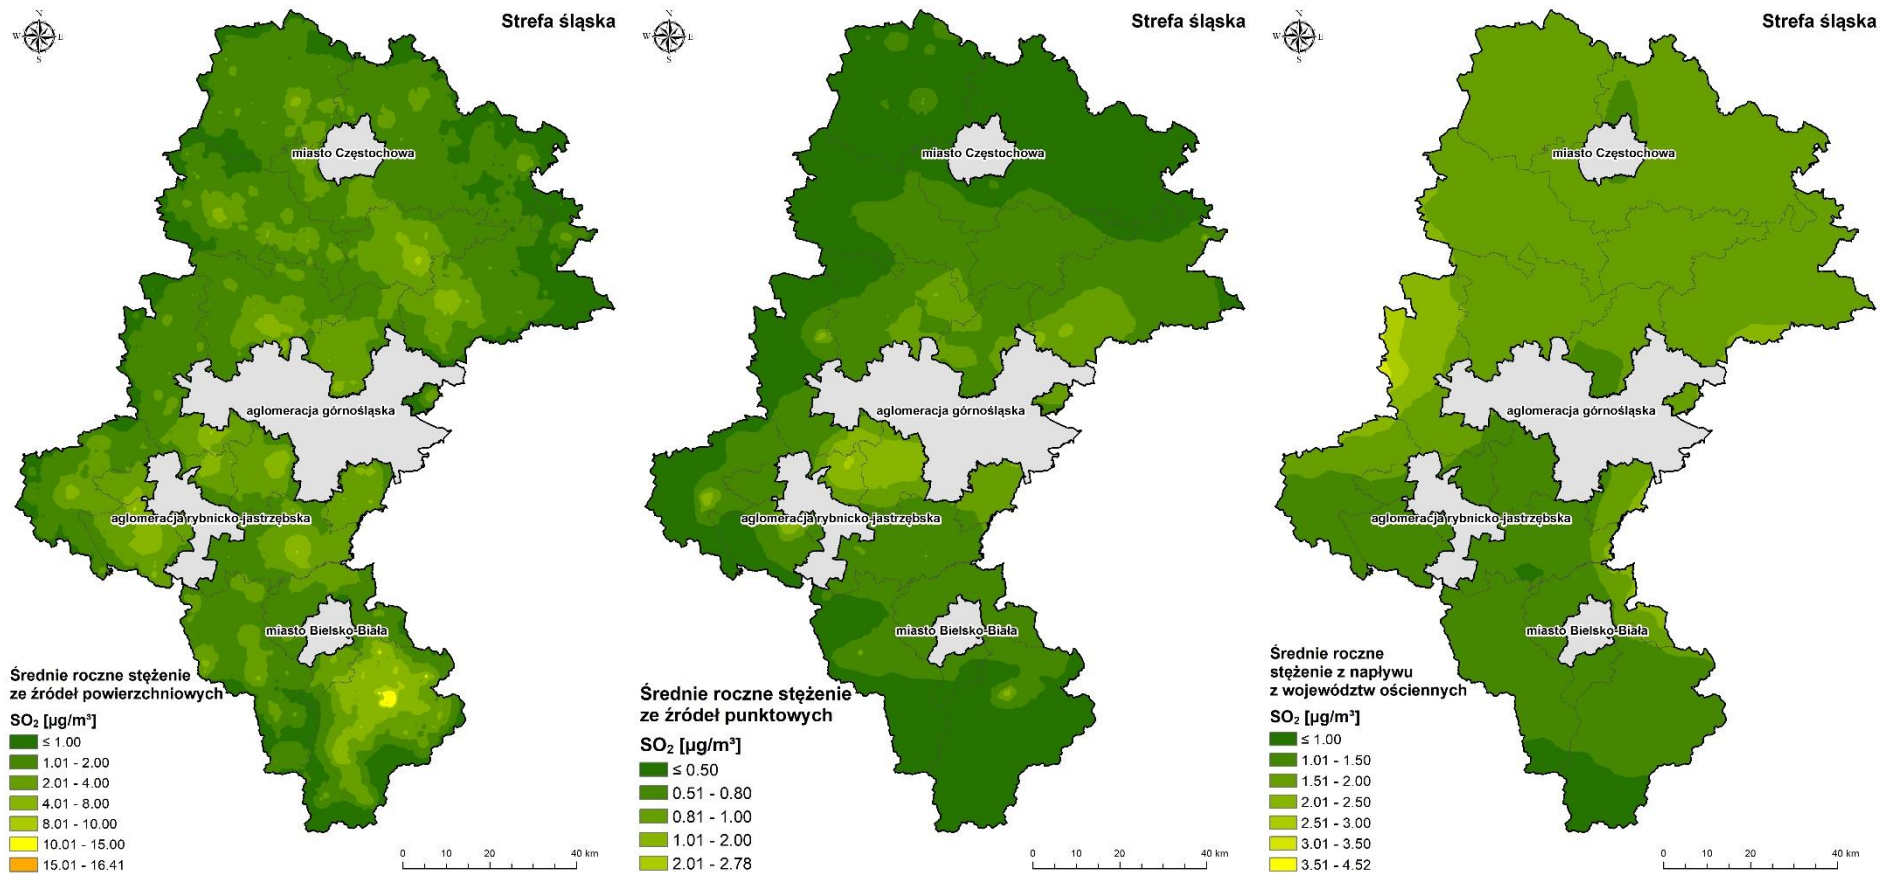 Strefa śląska
N
W
E
S
miasto Częstochowa
aglomeracja górnośląska
aglomeracja rybnicko-jastrzębska
miasto Bielsko-Biała
Średnie roczne stężenie
ze źródeł powierzchniowych
SO₂ [µg/m³]
≤ 1.00
1.01 - 2.00
2.01 - 4.00
4.01 - 8.00
8.01 - 10.00
10.01 - 15.00
15.01 - 16.41
0 10 20 40 km
Strefa śląska
N
W
E
S
miasto Częstochowa
aglomeracja górnośląska
aglomeracja rybnicko-jastrzębska
miasto Bielsko-Biała
Średnie roczne stężenie
ze źródeł punktowych
SO₂ [µg/m³]
≤ 0.50
0.51 - 0.80
0.81 - 1.00
1.01 - 2.00
2.01 - 2.78
0 10 20 40 km
Strefa śląska
N
W
E
S
miasto Częstochowa
aglomeracja górnośląska
aglomeracja rybnicko-jastrzębska
miasto Bielsko-Biała
Średnie roczne
stężenie z napływu
z województw ościennych
SO₂ [µg/m³]
≤ 1.00
1.01 - 1.50
1.51 - 2.00
2.01 - 2.50
2.51 - 3.00
3.01 - 3.50
3.51 - 4.52
0 10 20 40 km